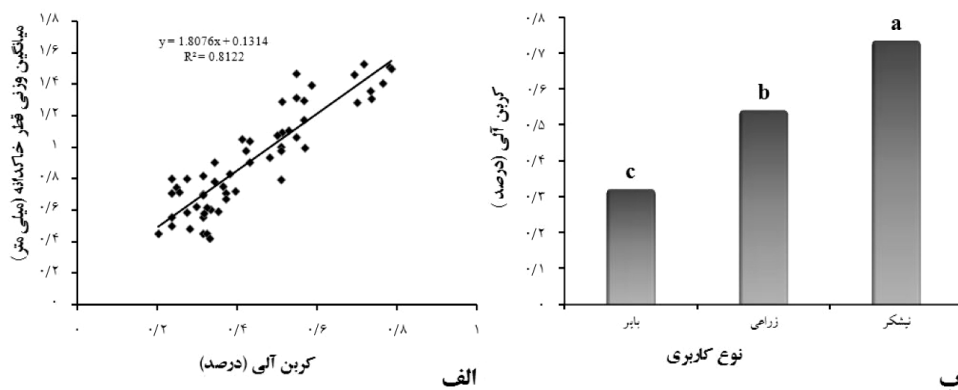 میانگین وزنی قطر خاکدانه (میلی متر)
۱/۸
۱/۶
۱/۴
۱/۲
۱
۰/۸
۰/۶
۰/۴
۰/۲
۰
y = 1.8076x + 0.1314
R² = 0.8122
۰ ۰/۲ ۰/۴ ۰/۶ ۰/۸ ۱
کربن آلی (درصد)
الف
کربن آلی (درصد)
۰/۸
۰/۷
۰/۶
۰/۵
۰/۴
۰/۳
۰/۲
۰/۱
۰
a
b
c
نیشکر زراعی بایر
نوع کاربری